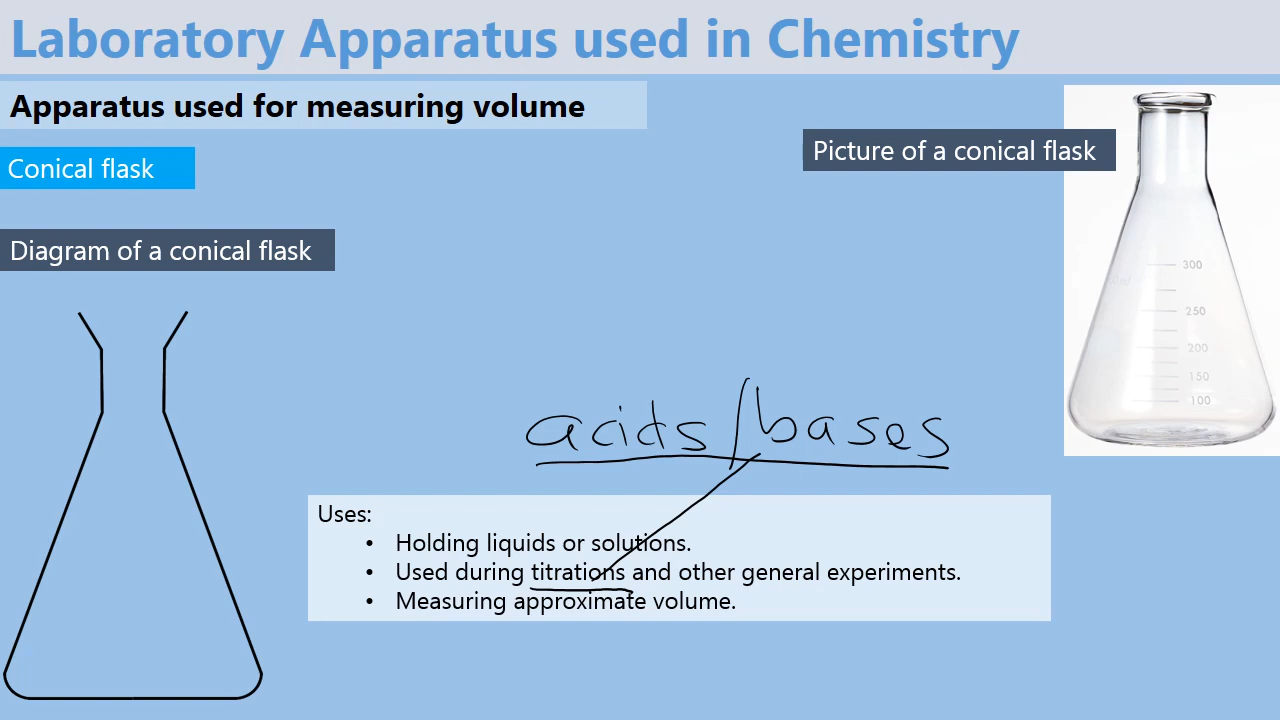 Laboratory Apparatus used in Chemistry
Apparatus used for measuring volume
Picture of a conical flask
Conical flask
Diagram of a conical flask
300
250
200
150
100
acids/bases
Uses:
• Holding liquids or solutions.
• Used during titrations and other general experiments.
• Measuring approximate volume.